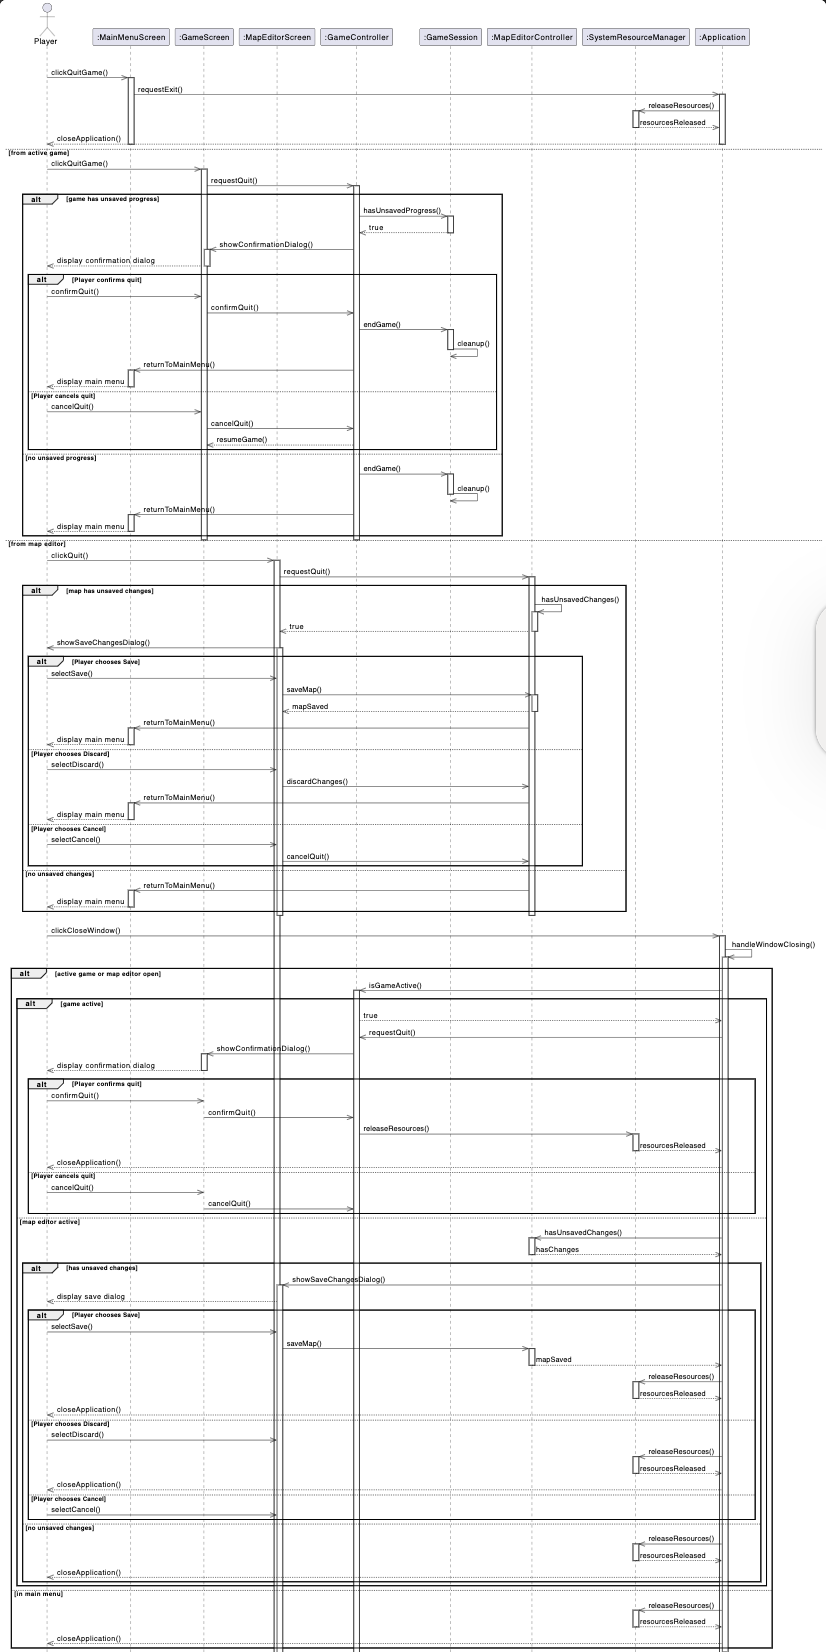 Player
:MainMenuScreen :GameScreen :MapEditorScreen :GameController :GameSession :MapEditorController :SystemResourceManager :Application
clickQuitGame()
requestExit()
releaseResources()
resourcesReleased
closeApplication()
[from active game]
clickQuitGame()
requestQuit()
alt [game has unsaved progress]
hasUnsavedProgress()
true
showConfirmationDialog()
display confirmation dialog
alt [Player confirms quit]
confirmQuit()
confirmQuit()
endGame()
cleanup()
returnToMainMenu()
display main menu
[Player cancels quit]
cancelQuit()
cancelQuit()
resumeGame()
[no unsaved progress]
endGame()
cleanup()
returnToMainMenu()
display main menu
[from map editor]
clickQuit()
requestQuit()
alt [map has unsaved changes]
hasUnsavedChanges()
true
showSaveChangesDialog()
alt [Player chooses Save]
selectSave()
saveMap()
mapSaved
returnToMainMenu()
display main menu
[Player chooses Discard]
selectDiscard()
discardChanges()
returnToMainMenu()
display main menu
[Player chooses Cancel]
selectCancel()
cancelQuit()
[no unsaved changes]
returnToMainMenu()
display main menu
clickCloseWindow()
handleWindowClosing()
alt [active game or map editor open]
isGameActive()
alt [game active]
true
requestQuit()
showConfirmationDialog()
display confirmation dialog
alt [Player confirms quit]
confirmQuit()
confirmQuit()
releaseResources()
resourcesReleased
closeApplication()
[Player cancels quit]
cancelQuit()
cancelQuit()
[map editor active]
hasUnsavedChanges()
hasChanges
alt [has unsaved changes]
showSaveChangesDialog()
display save dialog
alt [Player chooses Save]
selectSave()
saveMap()
mapSaved
releaseResources()
resourcesReleased
closeApplication()
[Player chooses Discard]
selectDiscard()
releaseResources()
resourcesReleased
closeApplication()
[Player chooses Cancel]
selectCancel()
[no unsaved changes]
releaseResources()
resourcesReleased
closeApplication()
[in main menu]
releaseResources()
resourcesReleased
closeApplication()